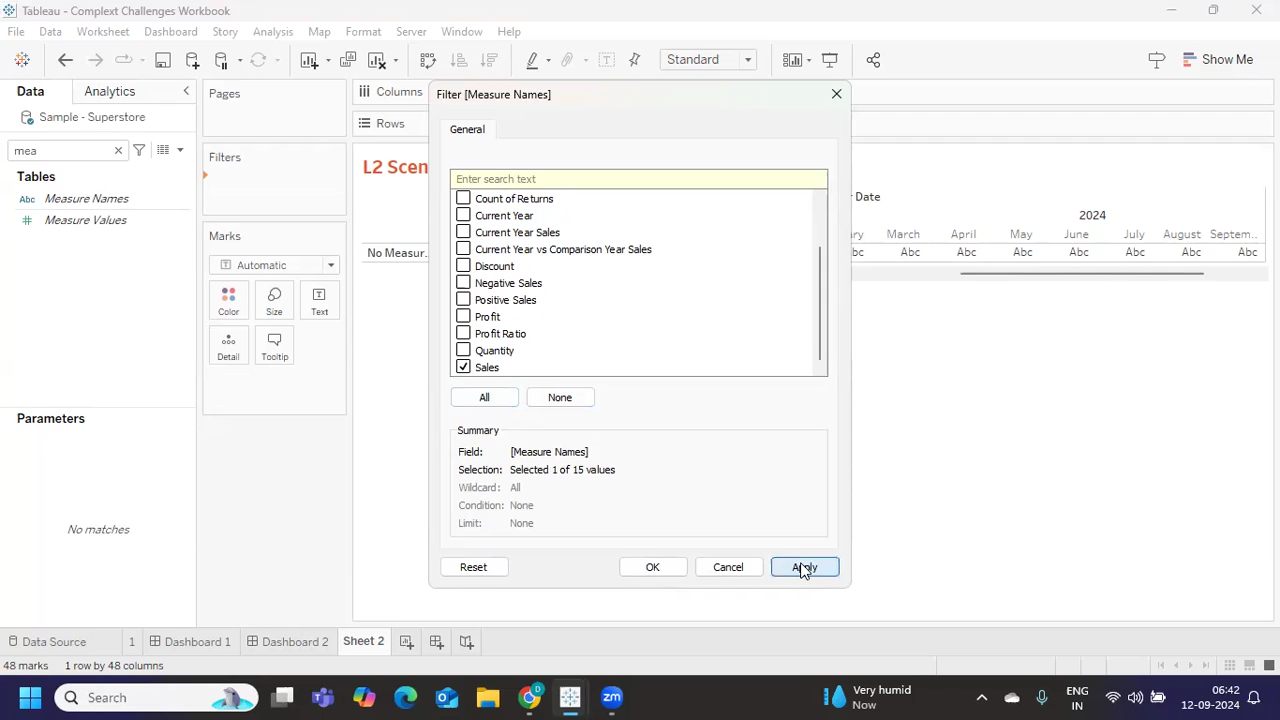 Tableau - Complext Challenges Workbook
File Data Worksheet Dashboard Story Analysis Map Format Server Window Help
Standard
Show Me
Data Analytics
Sample - Superstore
mea
Tables
Abc Measure Names
Measure Values
Parameters
No matches
Pages
Filters
Marks
Automatic
Color Size Text
Detail Tooltip
Columns
Rows
L2 Scen
No Measur..
Filter [Measure Names]
General
Enter search text
Count of Returns
Current Year
Current Year Sales
Current Year vs Comparison Year Sales
Discount
Negative Sales
Positive Sales
Profit
Profit Ratio
Quantity
Sales
All None
Summary
Field: [Measure Names]
Selection: Selected 1 of 15 values
Wildcard: All
Condition: None
Limit: None
Reset OK Cancel Apply
r Date
2024
ary March April May June July August Septem..
bc Abc Abc Abc Abc Abc Abc Abc
Data Source 1 Dashboard 1 Dashboard 2 Sheet 2
48 marks 1 row by 48 columns
Search
zm
Very humid
Now
ENG
IN
06:42
12-09-2024